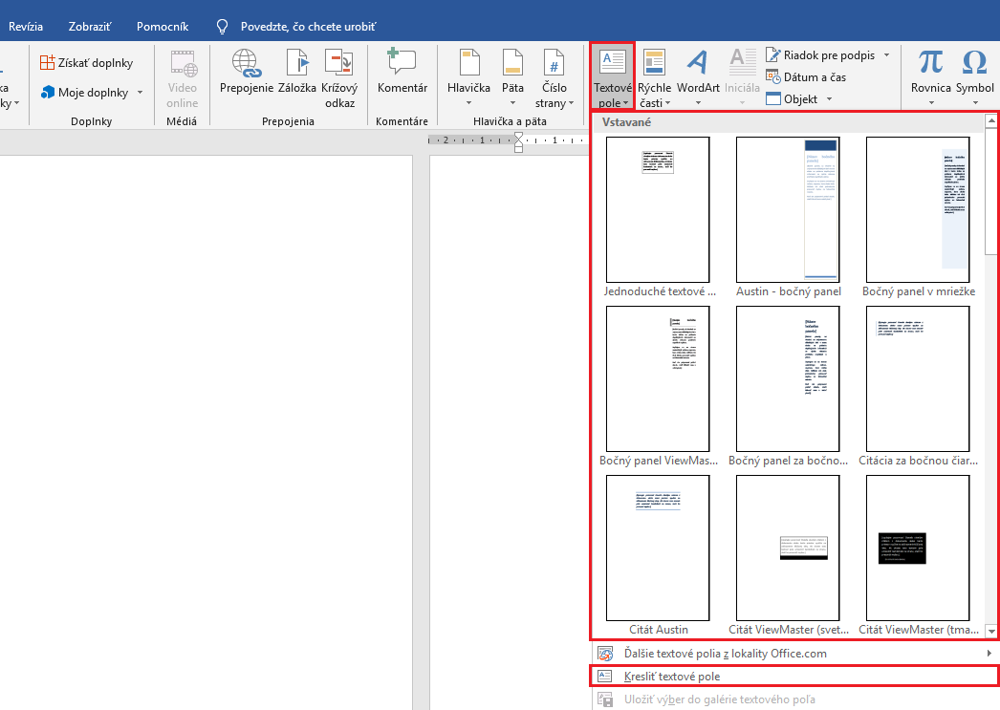 Revízia Zobraziť Pomocník Povedzte, čo chcete urobiť
Získať doplnky
Moje doplnky
Doplnky
Video
online
Médiá
Prepojenie Záložka Krížový
odkaz
Prepojenia
Komentár
Komentáre
Hlavička Päta Číslo
strany
Hlavička a päta
Textové
pole
Rýchle
časti
WordArt
Iniciála
Riadok pre podpis
Dátum a čas
Objekt
Rovnica Symbol
2 1 1
Vstavané
Jednoduché textové ... Austin - bočný panel Bočný panel v mriežke
Bočný panel ViewMas... Bočný panel za bočno... Citácia za bočnou čiar...
Citát Austin Citát ViewMaster (svet... Citát ViewMaster (tma...
Ďalšie textové polia z lokality Office.com
Kresliť textové pole
Uložiť výber do galérie textového poľa